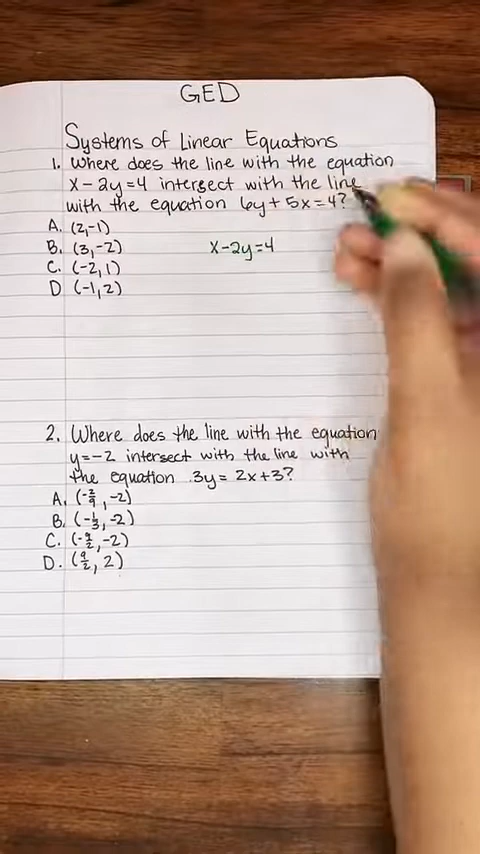 GED
Systems of Linear Equations
1. Where does the line with the equation
x-2y=4 intersect with the line
with the equation 6y+5x=4?
A. (2,-1)
B. (3,-2)
C. (-2,1)
D (-1,2)
x-2y=4
2. Where does the line with the equation
y=-2 intersect with the line with
the equation 3y=2x+3?
A. (-2/9, -2)
B. (-1/3, -2)
C. (-9/2, -2)
D. (9/2, 2)